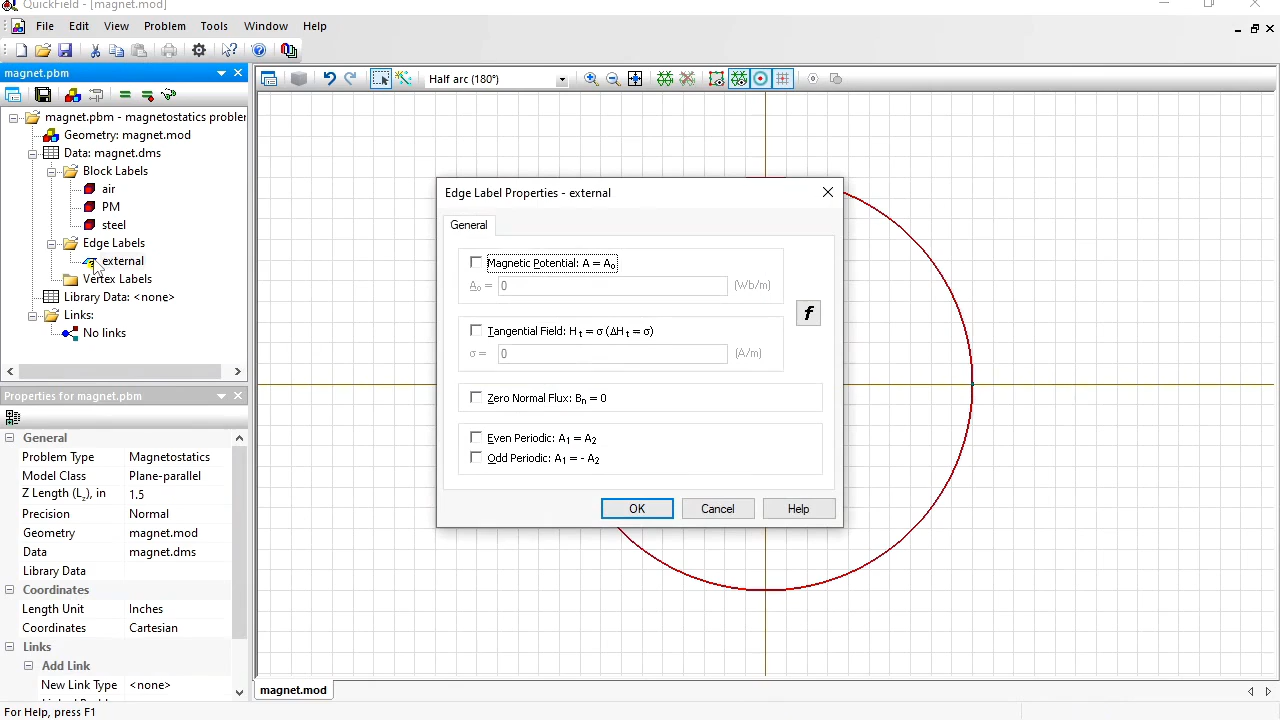 QuickField - [magnet.mod]
File Edit View Problem Tools Window Help
magnet.pbm
Half arc (180°)
magnet.pbm - magnetostatics probler
Geometry: magnet.mod
Data: magnet.dms
Block Labels
air
PM
steel
Edge Labels
external
Vertex Labels
Library Data: <none>
Links:
No links
Properties for magnet.pbm
General
Problem Type Magnetostatics
Model Class Plane-parallel
Z Length (Lz), in 1.5
Precision Normal
Geometry magnet.mod
Data magnet.dms
Library Data
Coordinates
Length Unit Inches
Coordinates Cartesian
Links
Add Link
New Link Type <none>
Edge Label Properties - external
General
Magnetic Potential: A = A₀
A₀ = 0 (Wb/m)
Tangential Field: Ht = σ (ΔHt = σ)
σ = 0 (A/m)
f
Zero Normal Flux: Bn = 0
Even Periodic: A₁ = A₂
Odd Periodic: A₁ = - A₂
OK Cancel Help
magnet.mod
For Help, press F1